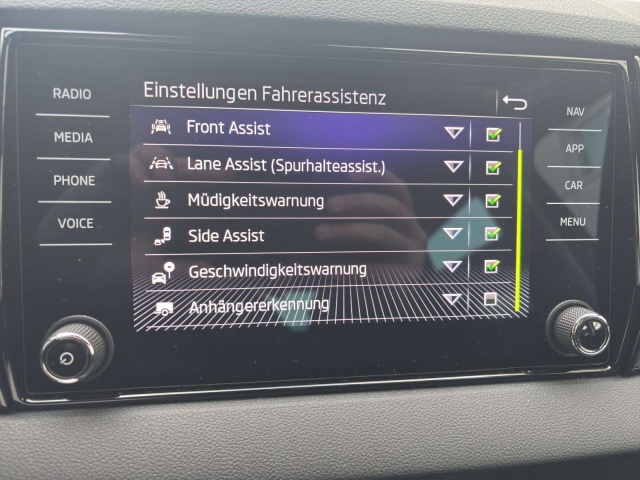 Einstellungen Fahrerassistenz
RADIO
MEDIA
PHONE
VOICE
Front Assist
Lane Assist (Spurhalteassist.)
Müdigkeitswarnung
Side Assist
Geschwindigkeitswarnung
Anhängererkennung
NAV
APP
CAR
MENU